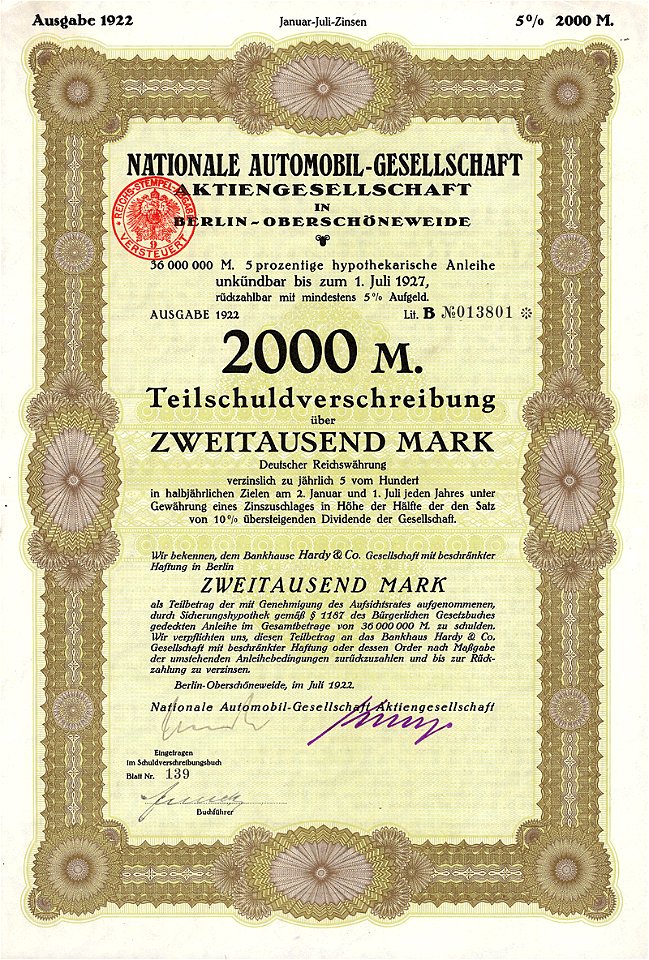 Ausgabe 1922
Januar-Juli-Zinsen
5% 2000 M.
NATIONALE AUTOMOBIL-GESELLSCHAFT
AKTIENGESELLSCHAFT
IN
BERLIN-OBERSCHÖNEWEIDE
REICHS-STEMPEL-ABGABE
VERSTEUERT
36 000 000 M. 5 prozentige hypothekarische Anleihe
unkündbar bis zum 1. Juli 1927,
rückzahlbar mit mindestens 5% Aufgeld.
AUSGABE 1922
Lit. B №013801 ※
2000 M.
Teilschuldverschreibung
über
ZWEITAUSEND MARK
Deutscher Reichswährung
verzinslich zu jährlich 5 vom Hundert
in halbjährlichen Zielen am 2. Januar und 1. Juli jeden Jahres unter
Gewährung eines Zinszuschlages in Höhe der Hälfte der den Satz
von 10% übersteigenden Dividende der Gesellschaft.
Wir bekennen, dem Bankhause Hardy & Co. Gesellschaft mit beschränkter
Haftung in Berlin
ZWEITAUSEND MARK
als Teilbetrag der mit Genehmigung des Aufsichtsrates aufgenommenen,
durch Sicherungshypothek gemäß § 1187 des Bürgerlichen Gesetzbuches
gedeckten Anleihe im Gesamtbetrage von 36 000 000 M. zu schulden.
Wir verpflichten uns, diesen Teilbetrag an das Bankhaus Hardy & Co.
Gesellschaft mit beschränkter Haftung oder dessen Order nach Maßgabe
der umstehenden Anleihebedingungen zurückzuzahlen und bis zur Rück-
zahlung zu verzinsen.
Berlin-Oberschöneweide, im Juli 1922.
Nationale Automobil-Gesellschaft Aktiengesellschaft
Eingetragen
im Schuldverschreibungsbuch
Blatt Nr. 139
Buchführer